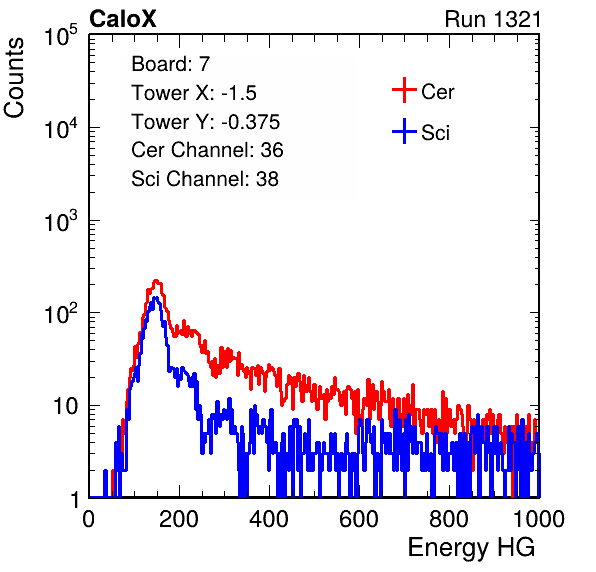 CaloX Run 1321
Counts
10^5
10^4
10^3
10^2
10
1
Board: 7
Tower X: -1.5
Tower Y: -0.375
Cer Channel: 36
Sci Channel: 38
Cer
Sci
0 200 400 600 800 1000
Energy HG